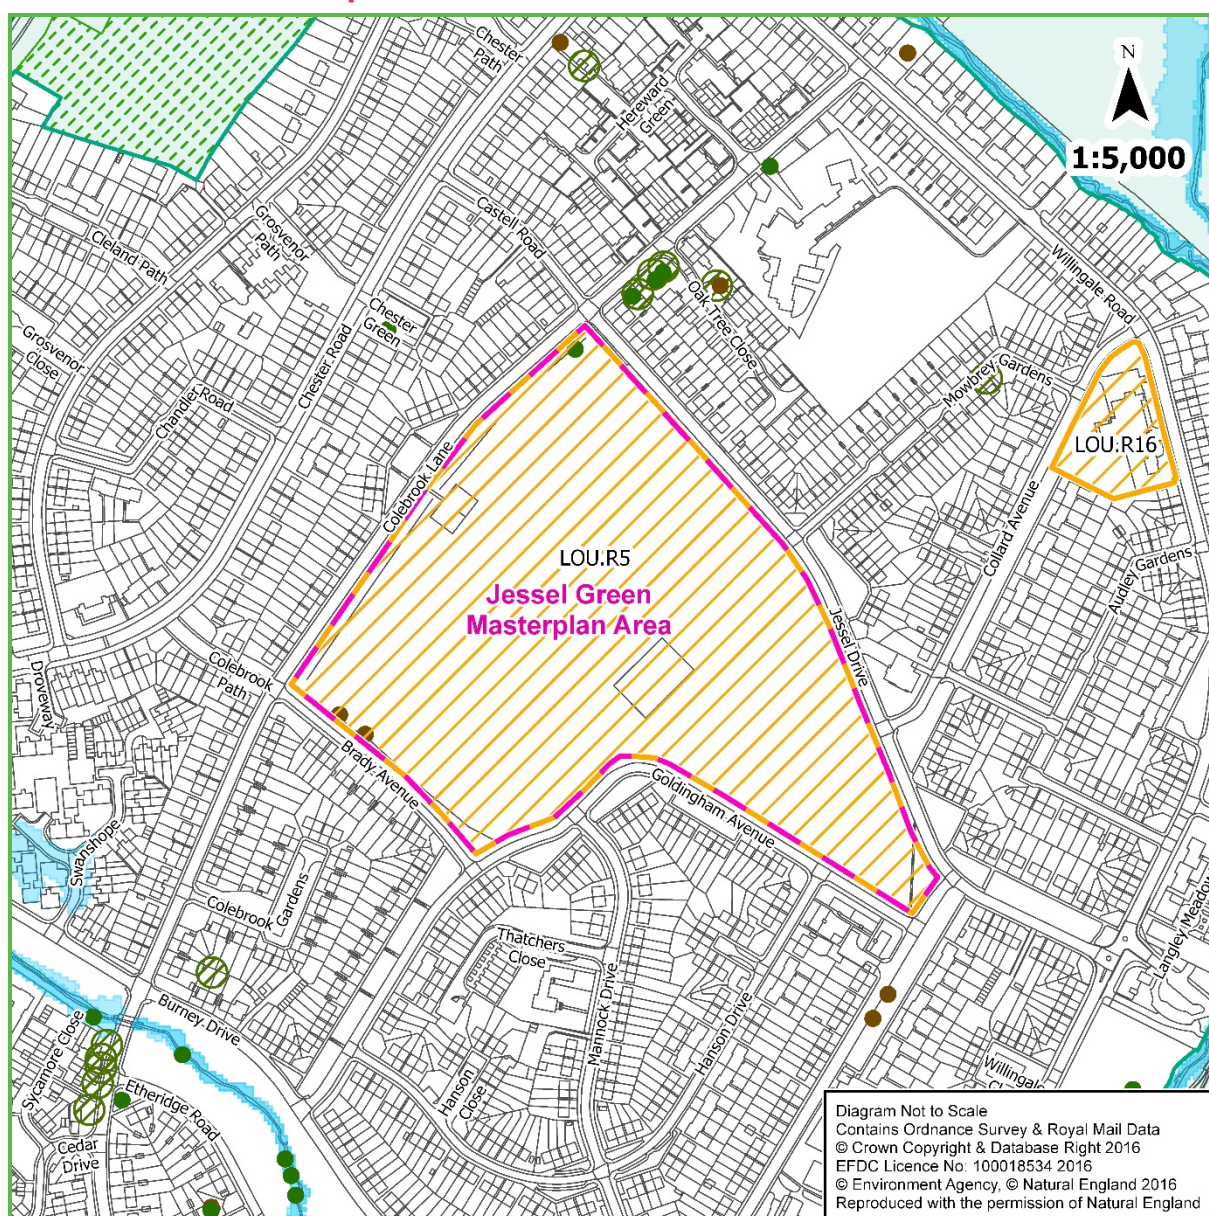 N
1:5,000
Chester
Path
Hereward
Green
Castell Road
Cleland Path
Grosvenor
Path
Willingale Road
Oak Tree Close
Grosvenor
Close
Chester
Green
Chester Road
Chandler Road
Mowbrey Gardens
LOU.R16
Colebrook Lane
Collard Avenue
LOU.R5
Jessel Green
Masterplan Area
Audley Gardens
Jessel Drive
Colebrook
Path
Droveway
Brady Avenue
Goldingham Avenue
Swanshope
Colebrook
Gardens
Thatchers
Close
Langley Meadow
Mannock Drive
Hanson Drive
Burney Drive
Sycamore Close
Etheridge Road
Hanson
Close
Willingale
Cedar
Drive
Diagram Not to Scale
Contains Ordnance Survey & Royal Mail Data
© Crown Copyright & Database Right 2016
EFDC Licence No: 100018534 2016
© Environment Agency, © Natural England 2016
Reproduced with the permission of Natural England